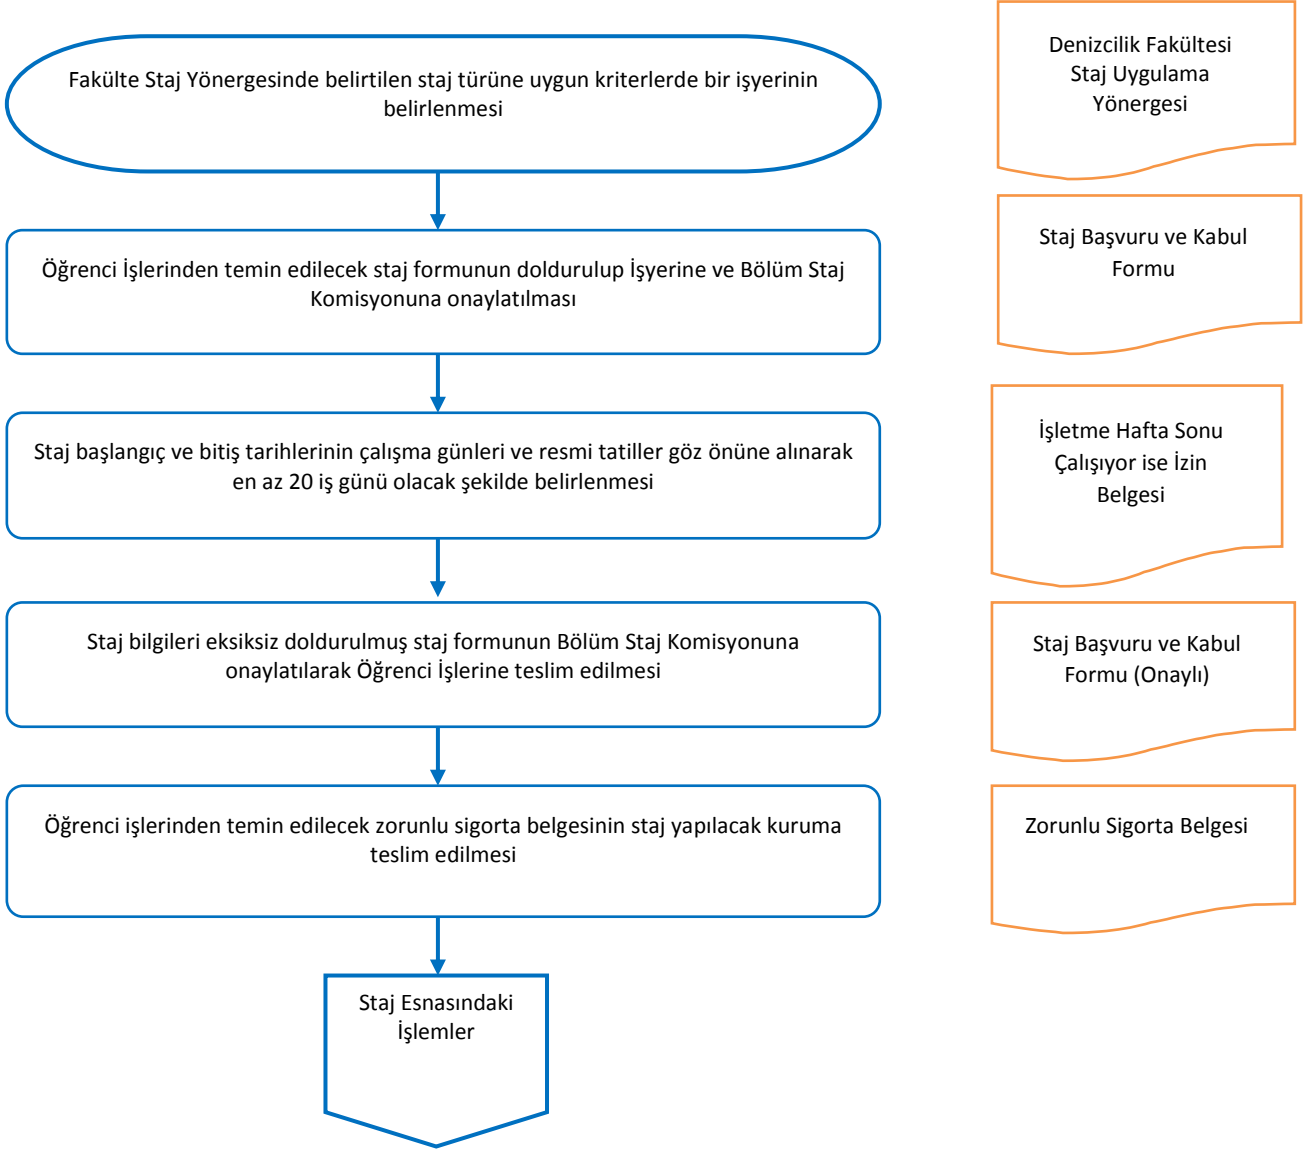 Fakülte Staj Yönergesinde belirtilen staj türüne uygun kriterlerde bir işyerinin
belirlenmesi
Denizcilik Fakültesi
Staj Uygulama
Yönergesi
Öğrenci İşlerinden temin edilecek staj formunun doldurulup İşyerine ve Bölüm Staj
Komisyonuna onaylatılması
Staj Başvuru ve Kabul
Formu
Staj başlangıç ve bitiş tarihlerinin çalışma günleri ve resmi tatiller göz önüne alınarak
en az 20 iş günü olacak şekilde belirlenmesi
İşletme Hafta Sonu
Çalışıyor ise İzin
Belgesi
Staj bilgileri eksiksiz doldurulmuş staj formunun Bölüm Staj Komisyonuna
onaylatılarak Öğrenci İşlerine teslim edilmesi
Staj Başvuru ve Kabul
Formu (Onaylı)
Öğrenci işlerinden temin edilecek zorunlu sigorta belgesinin staj yapılacak kuruma
teslim edilmesi
Zorunlu Sigorta Belgesi
Staj Esnasındaki
İşlemler